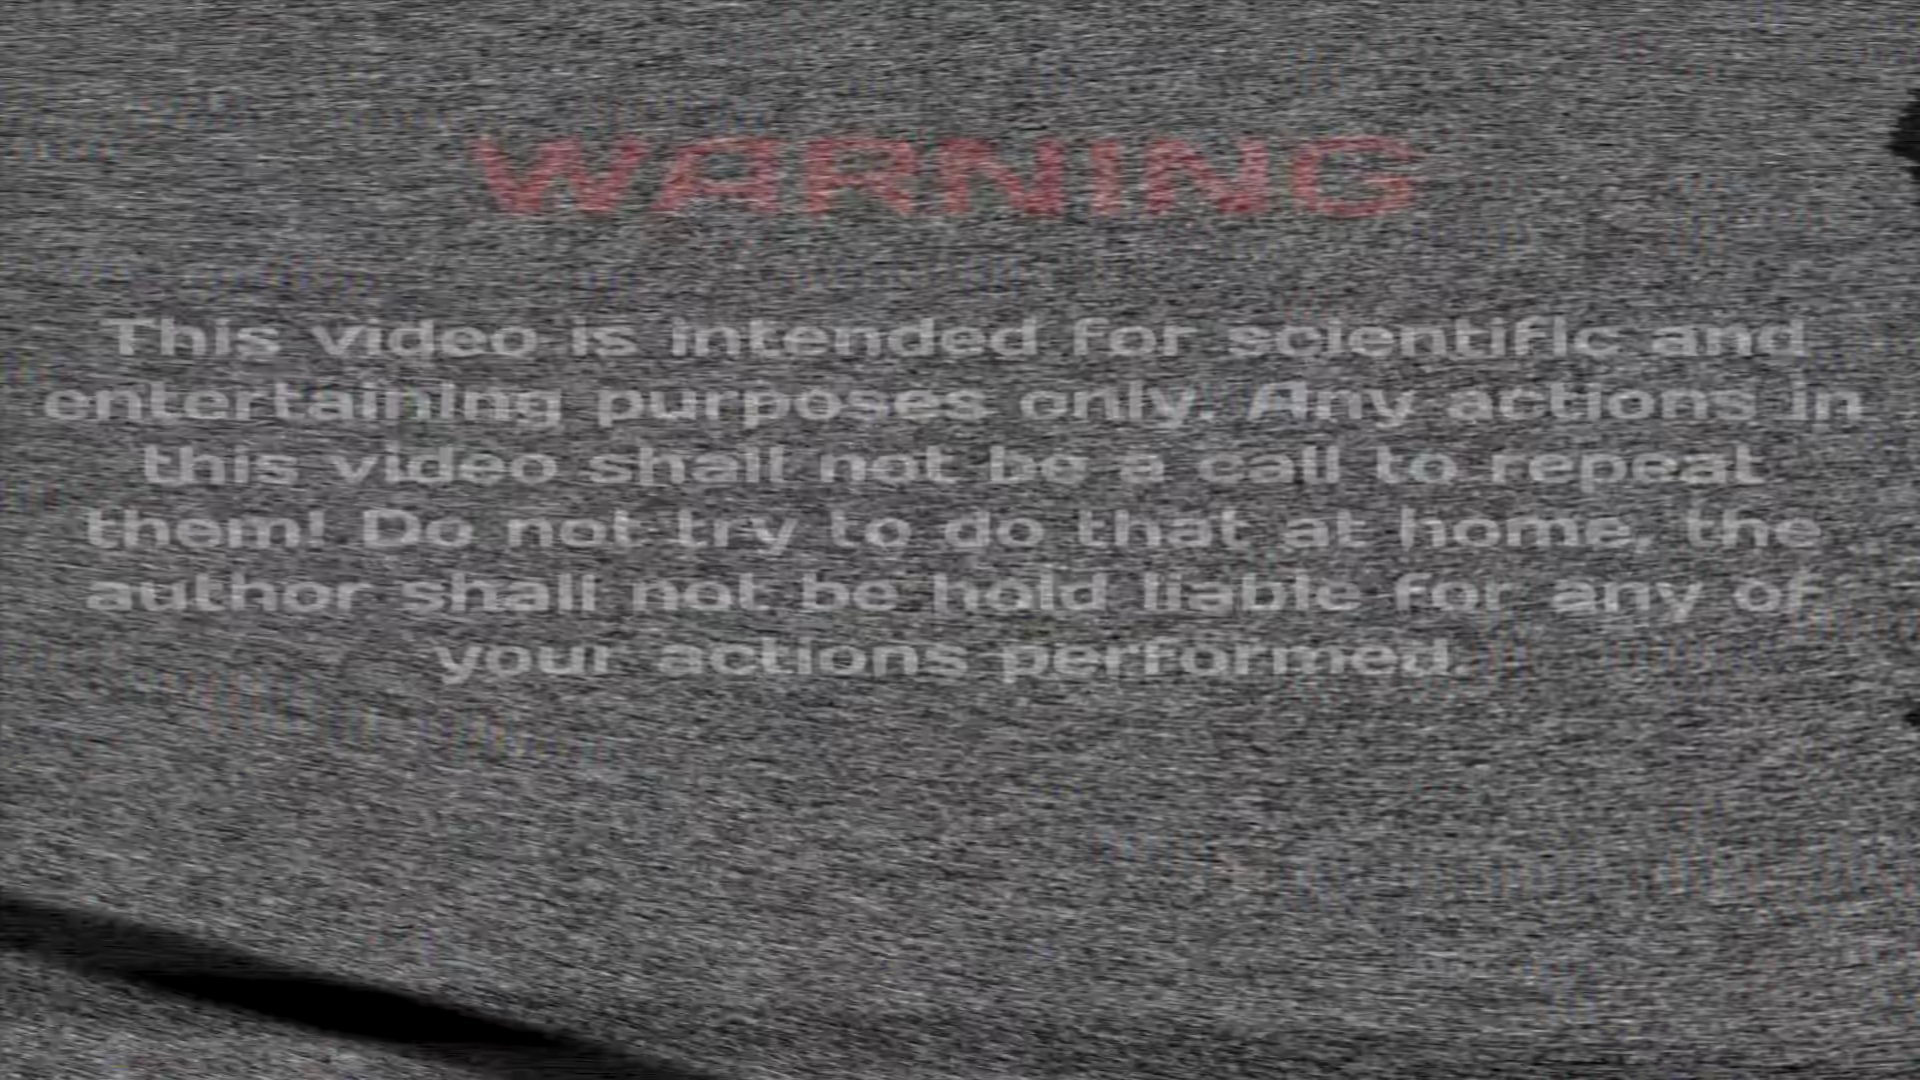 WARNING
This video is intended for scientific and
entertaining purposes only. Any actions in
this video shall not be a call to repeat
them! Do not try to do that at home, the
author shall not be hold liable for any of
your actions performed.